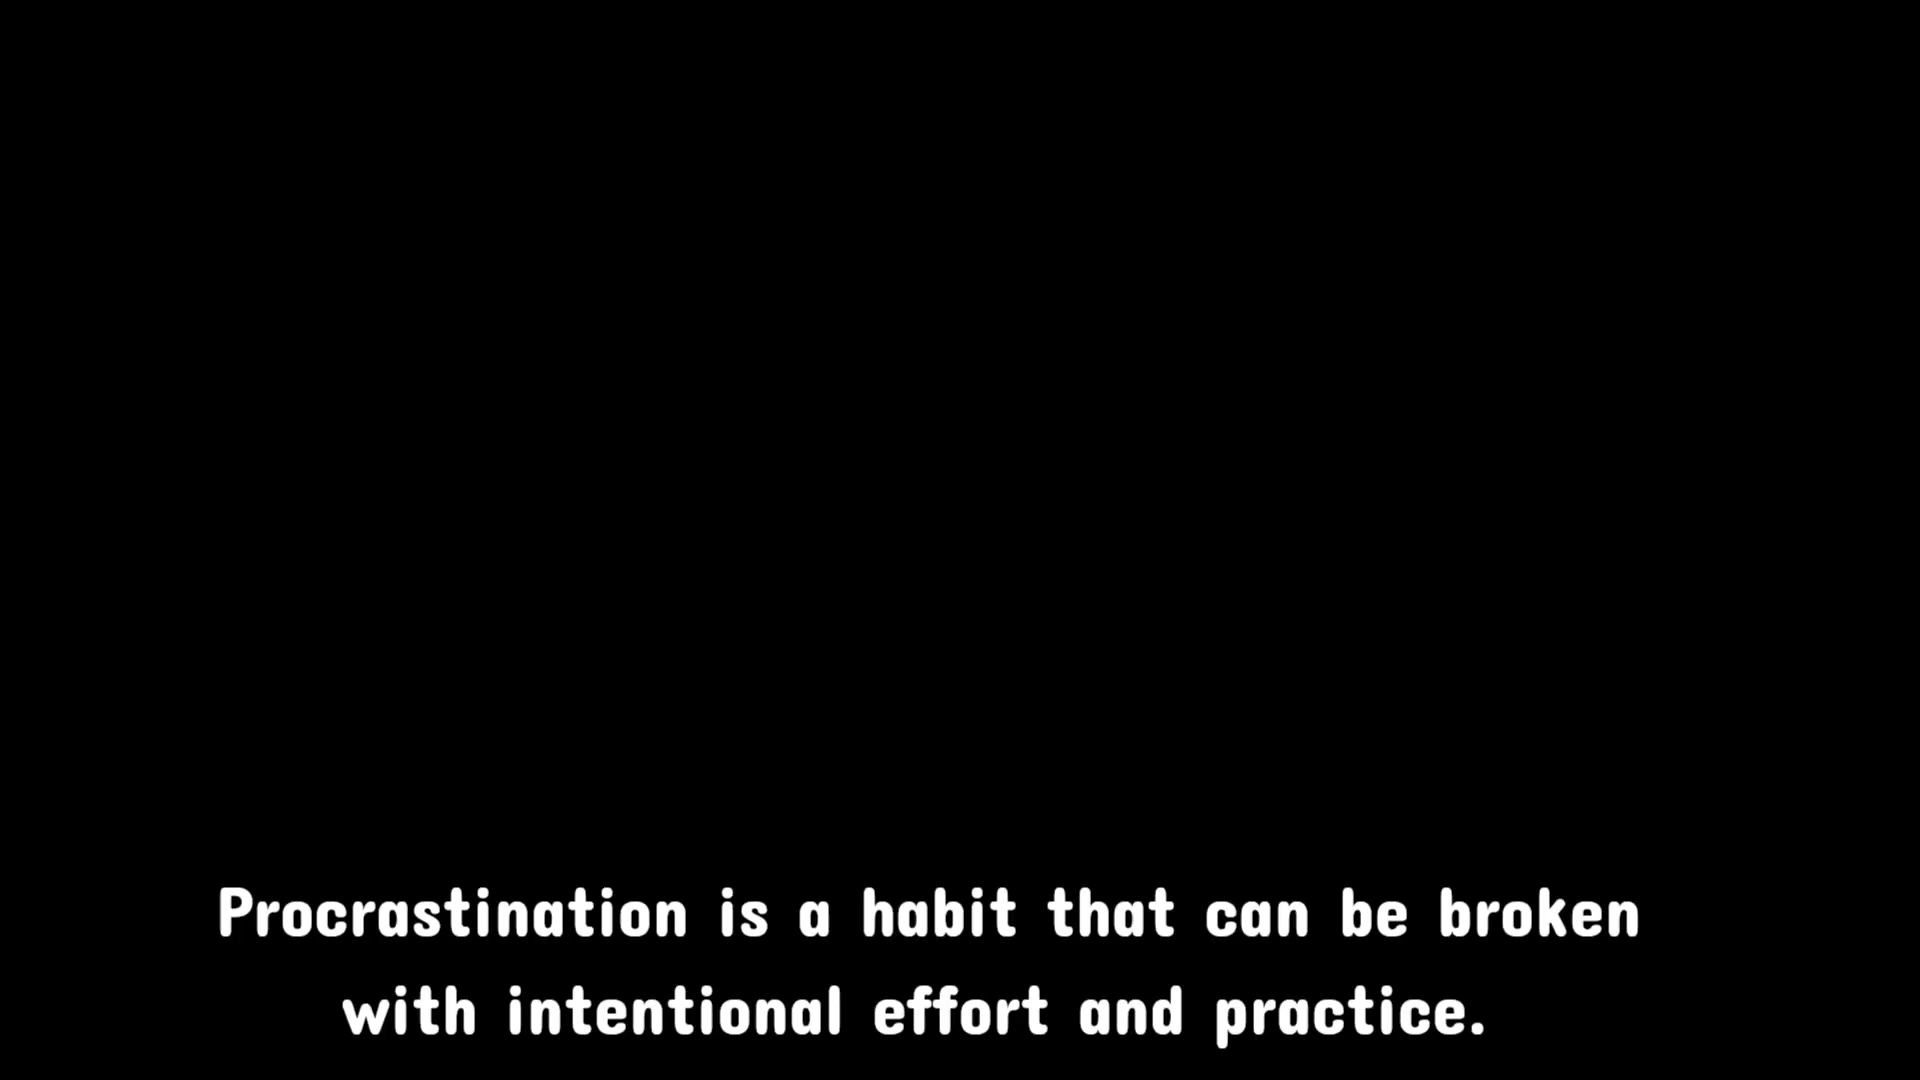 Procrastination is a habit that can be broken
with intentional effort and practice.